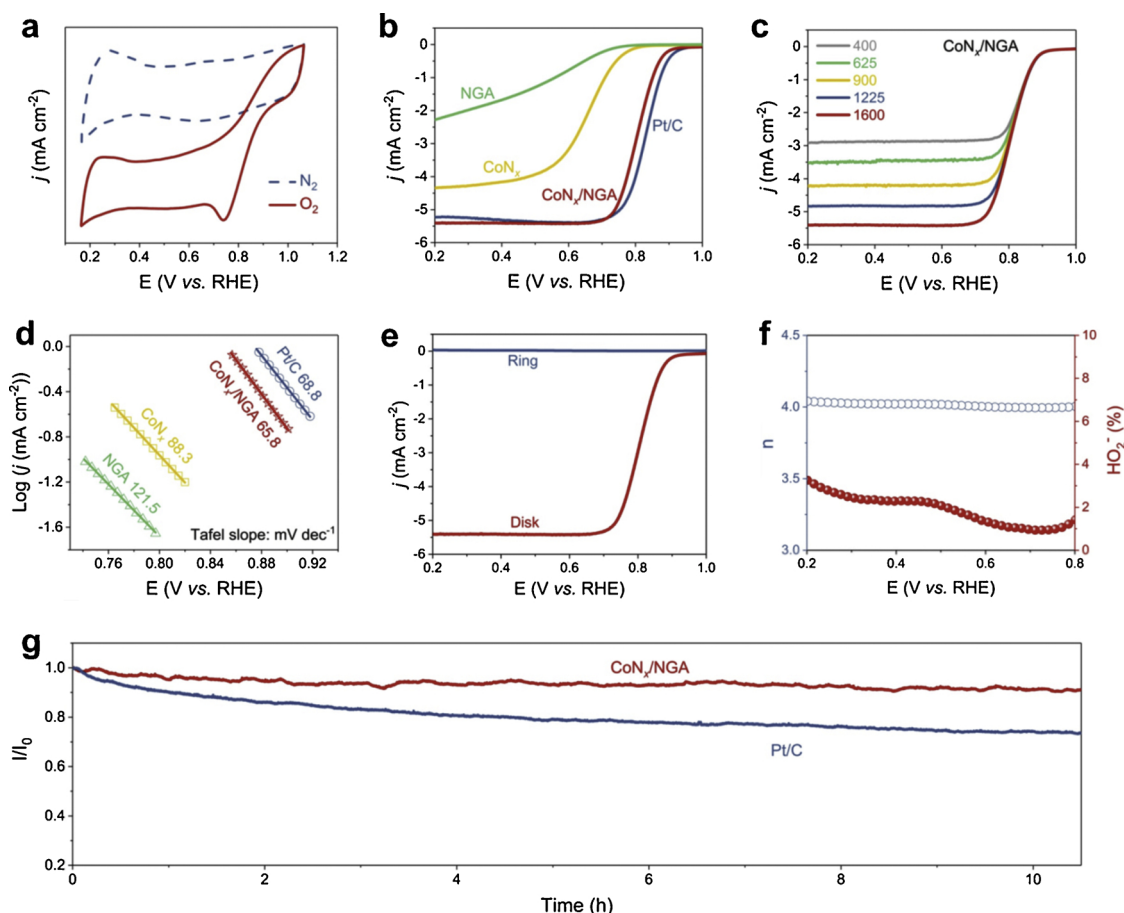 a
j (mA cm⁻²)
N₂
O₂
0.2 0.4 0.6 0.8 1.0 1.2
E (V vs. RHE)
b
0
-1
-2
-3
-4
-5
-6
j (mA cm⁻²)
NGA
CoNₓ
CoNₓ/NGA
Pt/C
0.2 0.4 0.6 0.8 1.0
E (V vs. RHE)
c
0
-1
-2
-3
-4
-5
-6
j (mA cm⁻²)
400
625
900
1225
1600
CoNₓ/NGA
0.2 0.4 0.6 0.8 1.0
E (V vs. RHE)
d
0.0
-0.4
-0.8
-1.2
-1.6
Log (j (mA cm⁻²))
Pt/C 68.8
CoNₓ/NGA 65.8
CoNₓ 88.3
NGA 121.5
Tafel slope: mV dec⁻¹
0.76 0.80 0.84 0.88 0.92
E (V vs. RHE)
e
1
0
-1
-2
-3
-4
-5
-6
j (mA cm⁻²)
Ring
Disk
0.2 0.4 0.6 0.8 1.0
E (V vs. RHE)
f
4.5
4.0
3.5
3.0
n
10
8
6
4
2
0
HO₂⁻ (%)
0.2 0.3 0.4 0.5 0.6 0.7 0.8
E (V vs. RHE)
g
1.0
0.8
0.6
0.4
0.2
I/I₀
CoNₓ/NGA
Pt/C
0 2 4 6 8 10
Time (h)